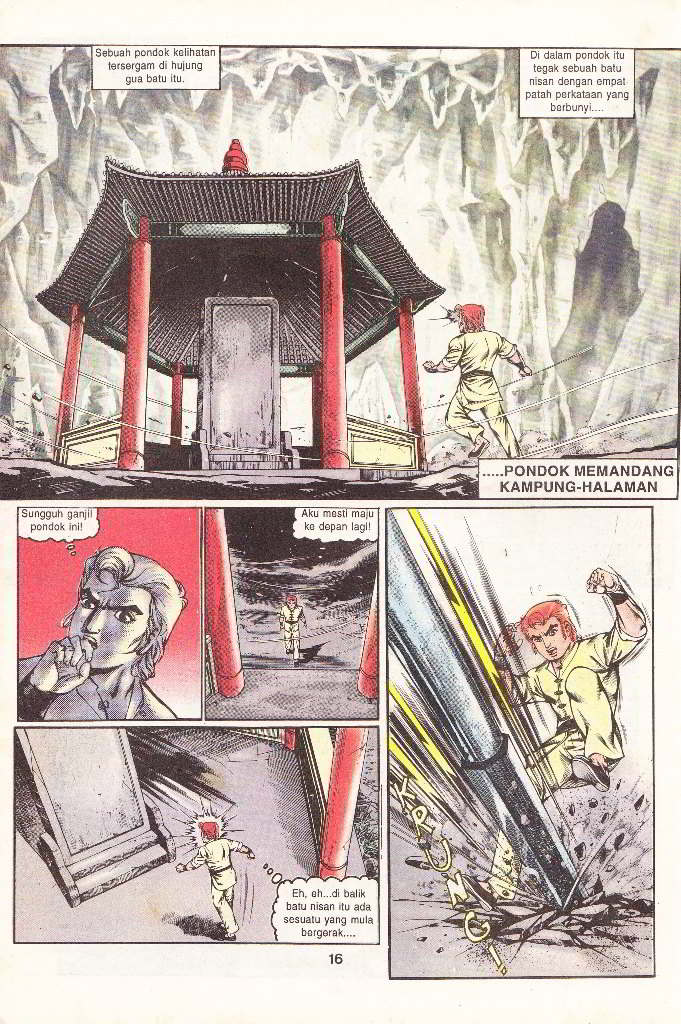 Sebuah pondok kelihatan
tersergam di hujung
gua batu itu.
Di dalam pondok itu
tegak sebuah batu
nisan dengan empat
patah perkataan yang
berbunyi....
.....PONDOK MEMANDANG
KAMPUNG-HALAMAN
Sungguh ganjil
pondok ini!
Aku mesti maju
ke depan lagi!
Eh, eh...di balik
batu nisan itu ada
sesuatu yang mula
bergerak....
KRUNG!
16